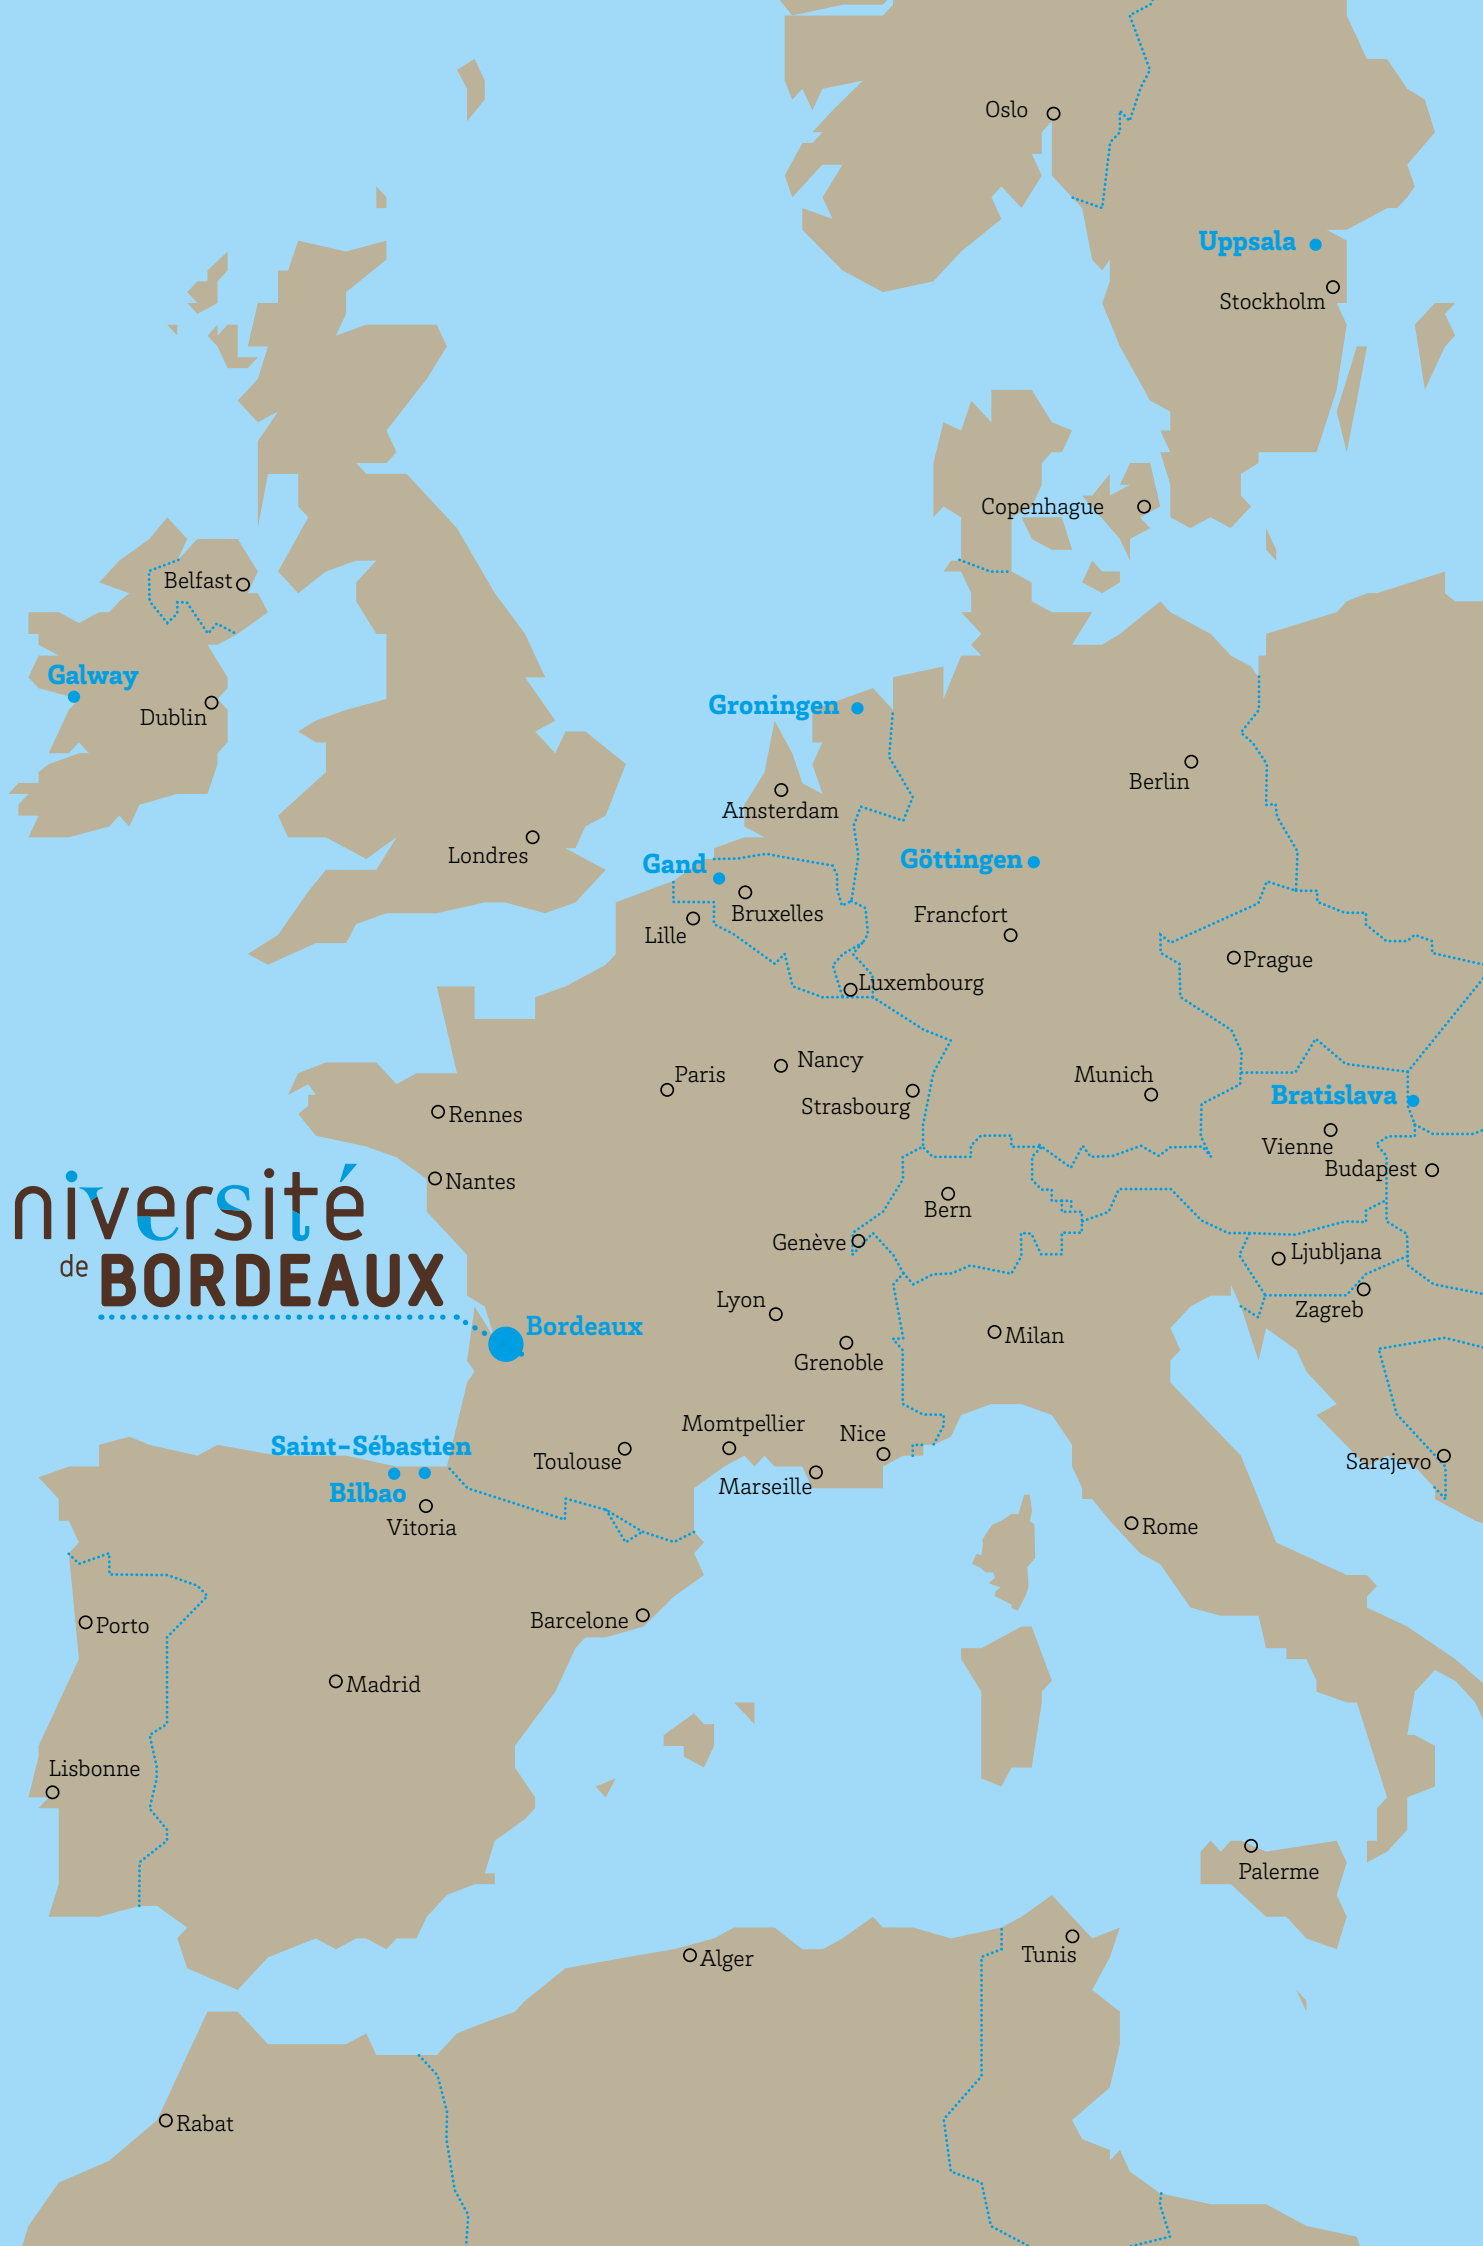 Oslo
Uppsala
Stockholm
Copenhague
Belfast
Galway
Dublin
Groningen
Berlin
Amsterdam
Londres
Gand
Göttingen
Bruxelles
Francfort
Lille
Prague
Luxembourg
Nancy
Paris
Munich
Strasbourg
Bratislava
Rennes
Vienne
Budapest
Nantes
niversité
de BORDEAUX
Bern
Genève
Ljubljana
Lyon
Zagreb
Bordeaux
Milan
Grenoble
Momtpellier
Nice
Saint-Sébastien
Toulouse
Sarajevo
Marseille
Bilbao
Vitoria
Rome
Barcelone
Porto
Madrid
Lisbonne
Palerme
Tunis
Alger
Rabat